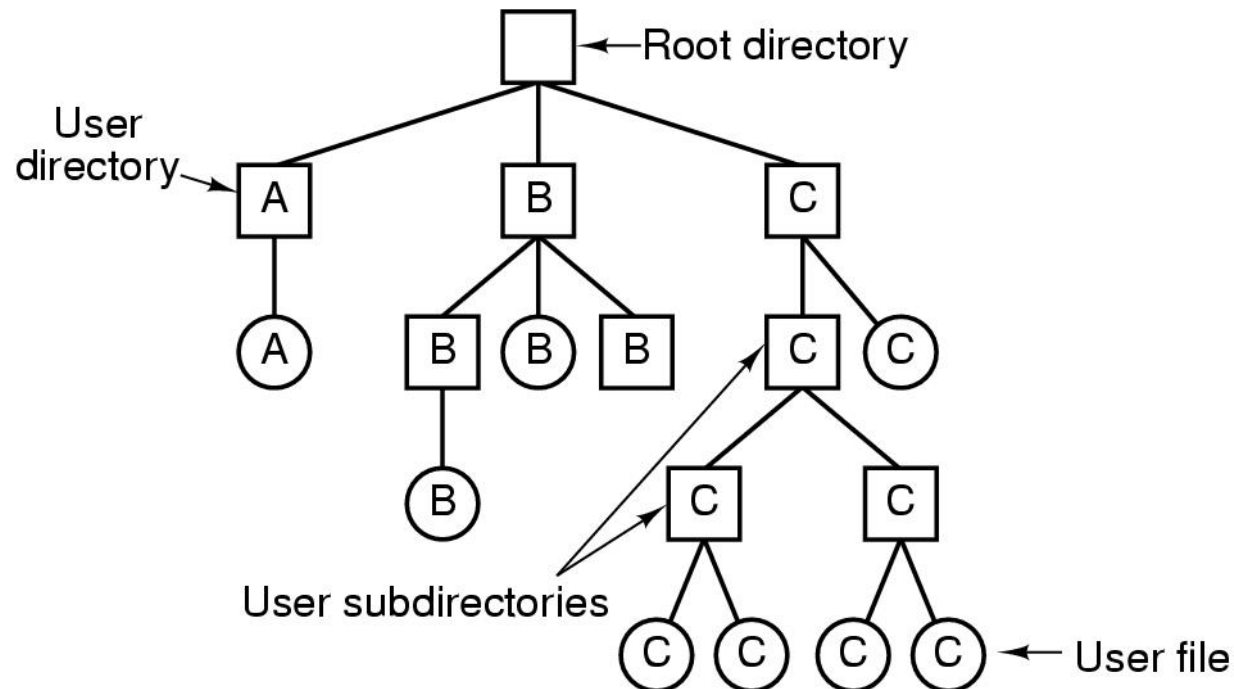 Root directory
User
directory
A
B
C
A
B
B
B
C
C
B
C
C
User subdirectories
C
C
C
C
User file